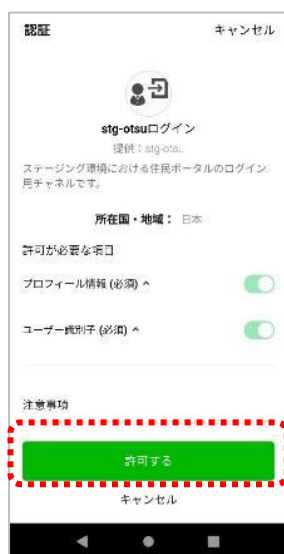 認証
キャンセル
stg-otsuログイン
提供：stg-otsu
ステージング環境における住民ポータルのログイン
用チャネルです。
所在国・地域： 日本
許可が必要な項目
プロフィール情報 (必須) ^
ユーザー識別子 (必須) ^
注意事項
許可する
キャンセル